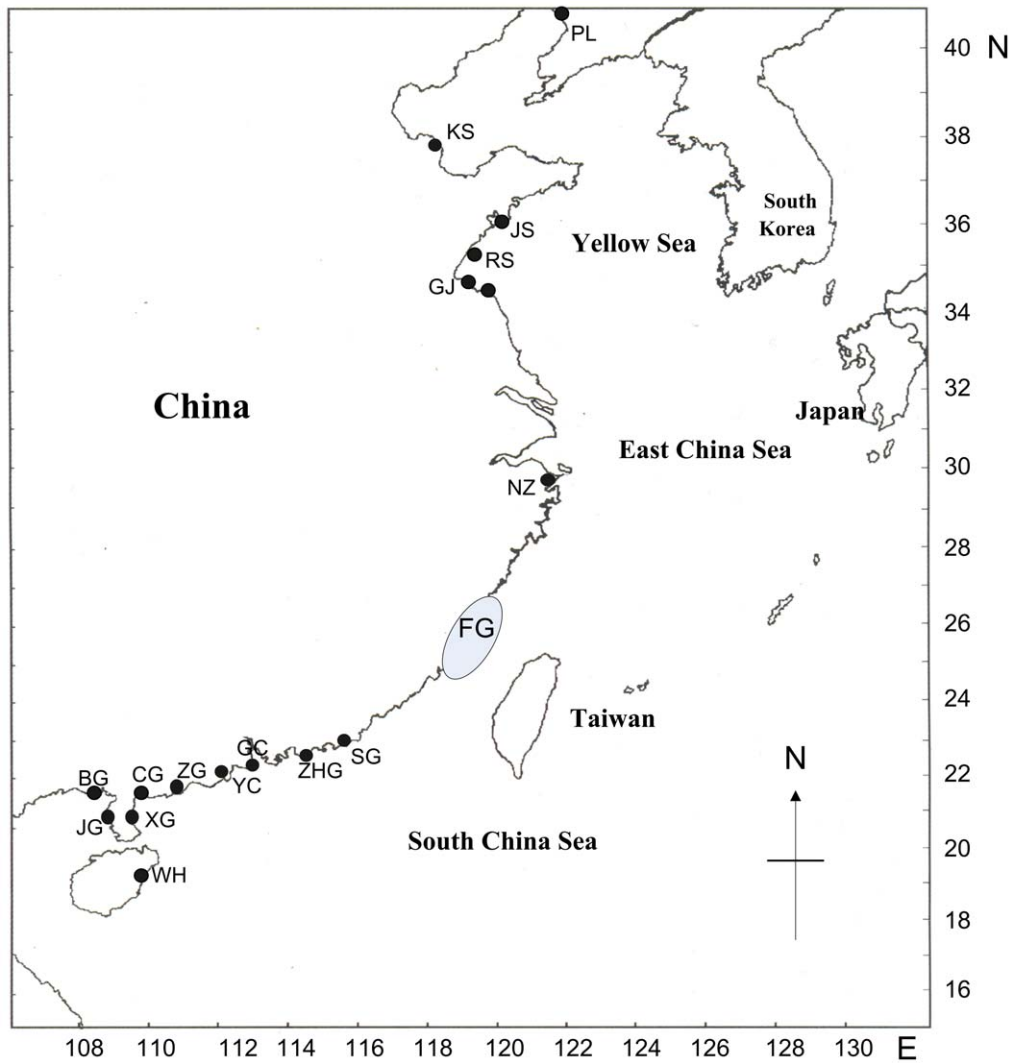 PL
40 N
KS
38
South
Korea
JS
36
Yellow Sea
RS
GJ
34
China
32
Japan
East China Sea
30
NZ
28
FG
26
24
Taiwan
GC
SG
ZHG
N
BG
CG
ZG
YC
22
JG
XG
South China Sea
20
WH
18
16
108 110 112 114 116 118 120 122 124 126 128 130 E